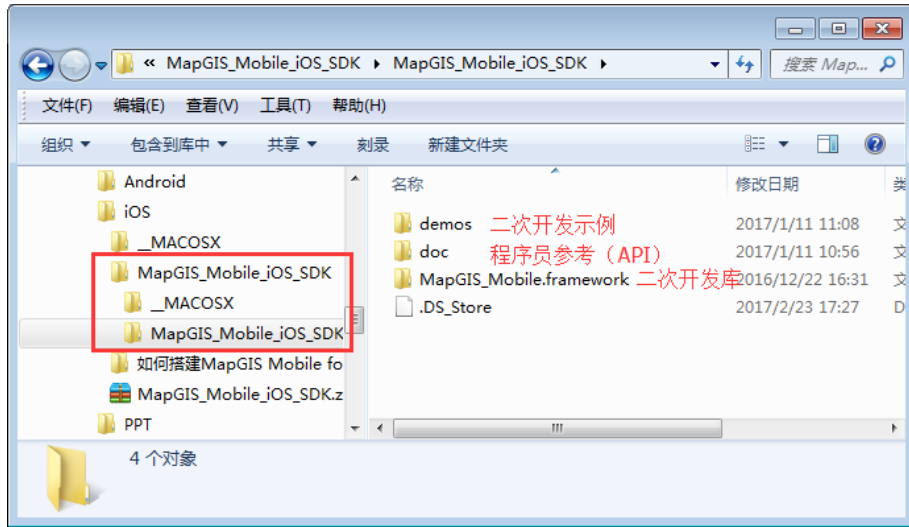 « MapGIS_Mobile_iOS_SDK ▸ MapGIS_Mobile_iOS_SDK ▸ 搜索 Map...
文件(F) 编辑(E) 查看(V) 工具(T) 帮助(H)
组织 包含到库中 共享 刻录 新建文件夹
Android
iOS
__MACOSX
MapGIS_Mobile_iOS_SDK
__MACOSX
MapGIS_Mobile_iOS_SDK
如何搭建MapGIS Mobile fo
MapGIS_Mobile_iOS_SDK.z
PPT
名称 修改日期 类
demos 二次开发示例 2017/1/11 11:08 文
doc 程序员参考（API） 2017/1/11 10:56 文
MapGIS_Mobile.framework 二次开发库 2016/12/22 16:31 文
.DS_Store 2017/2/23 17:27 D
4 个对象